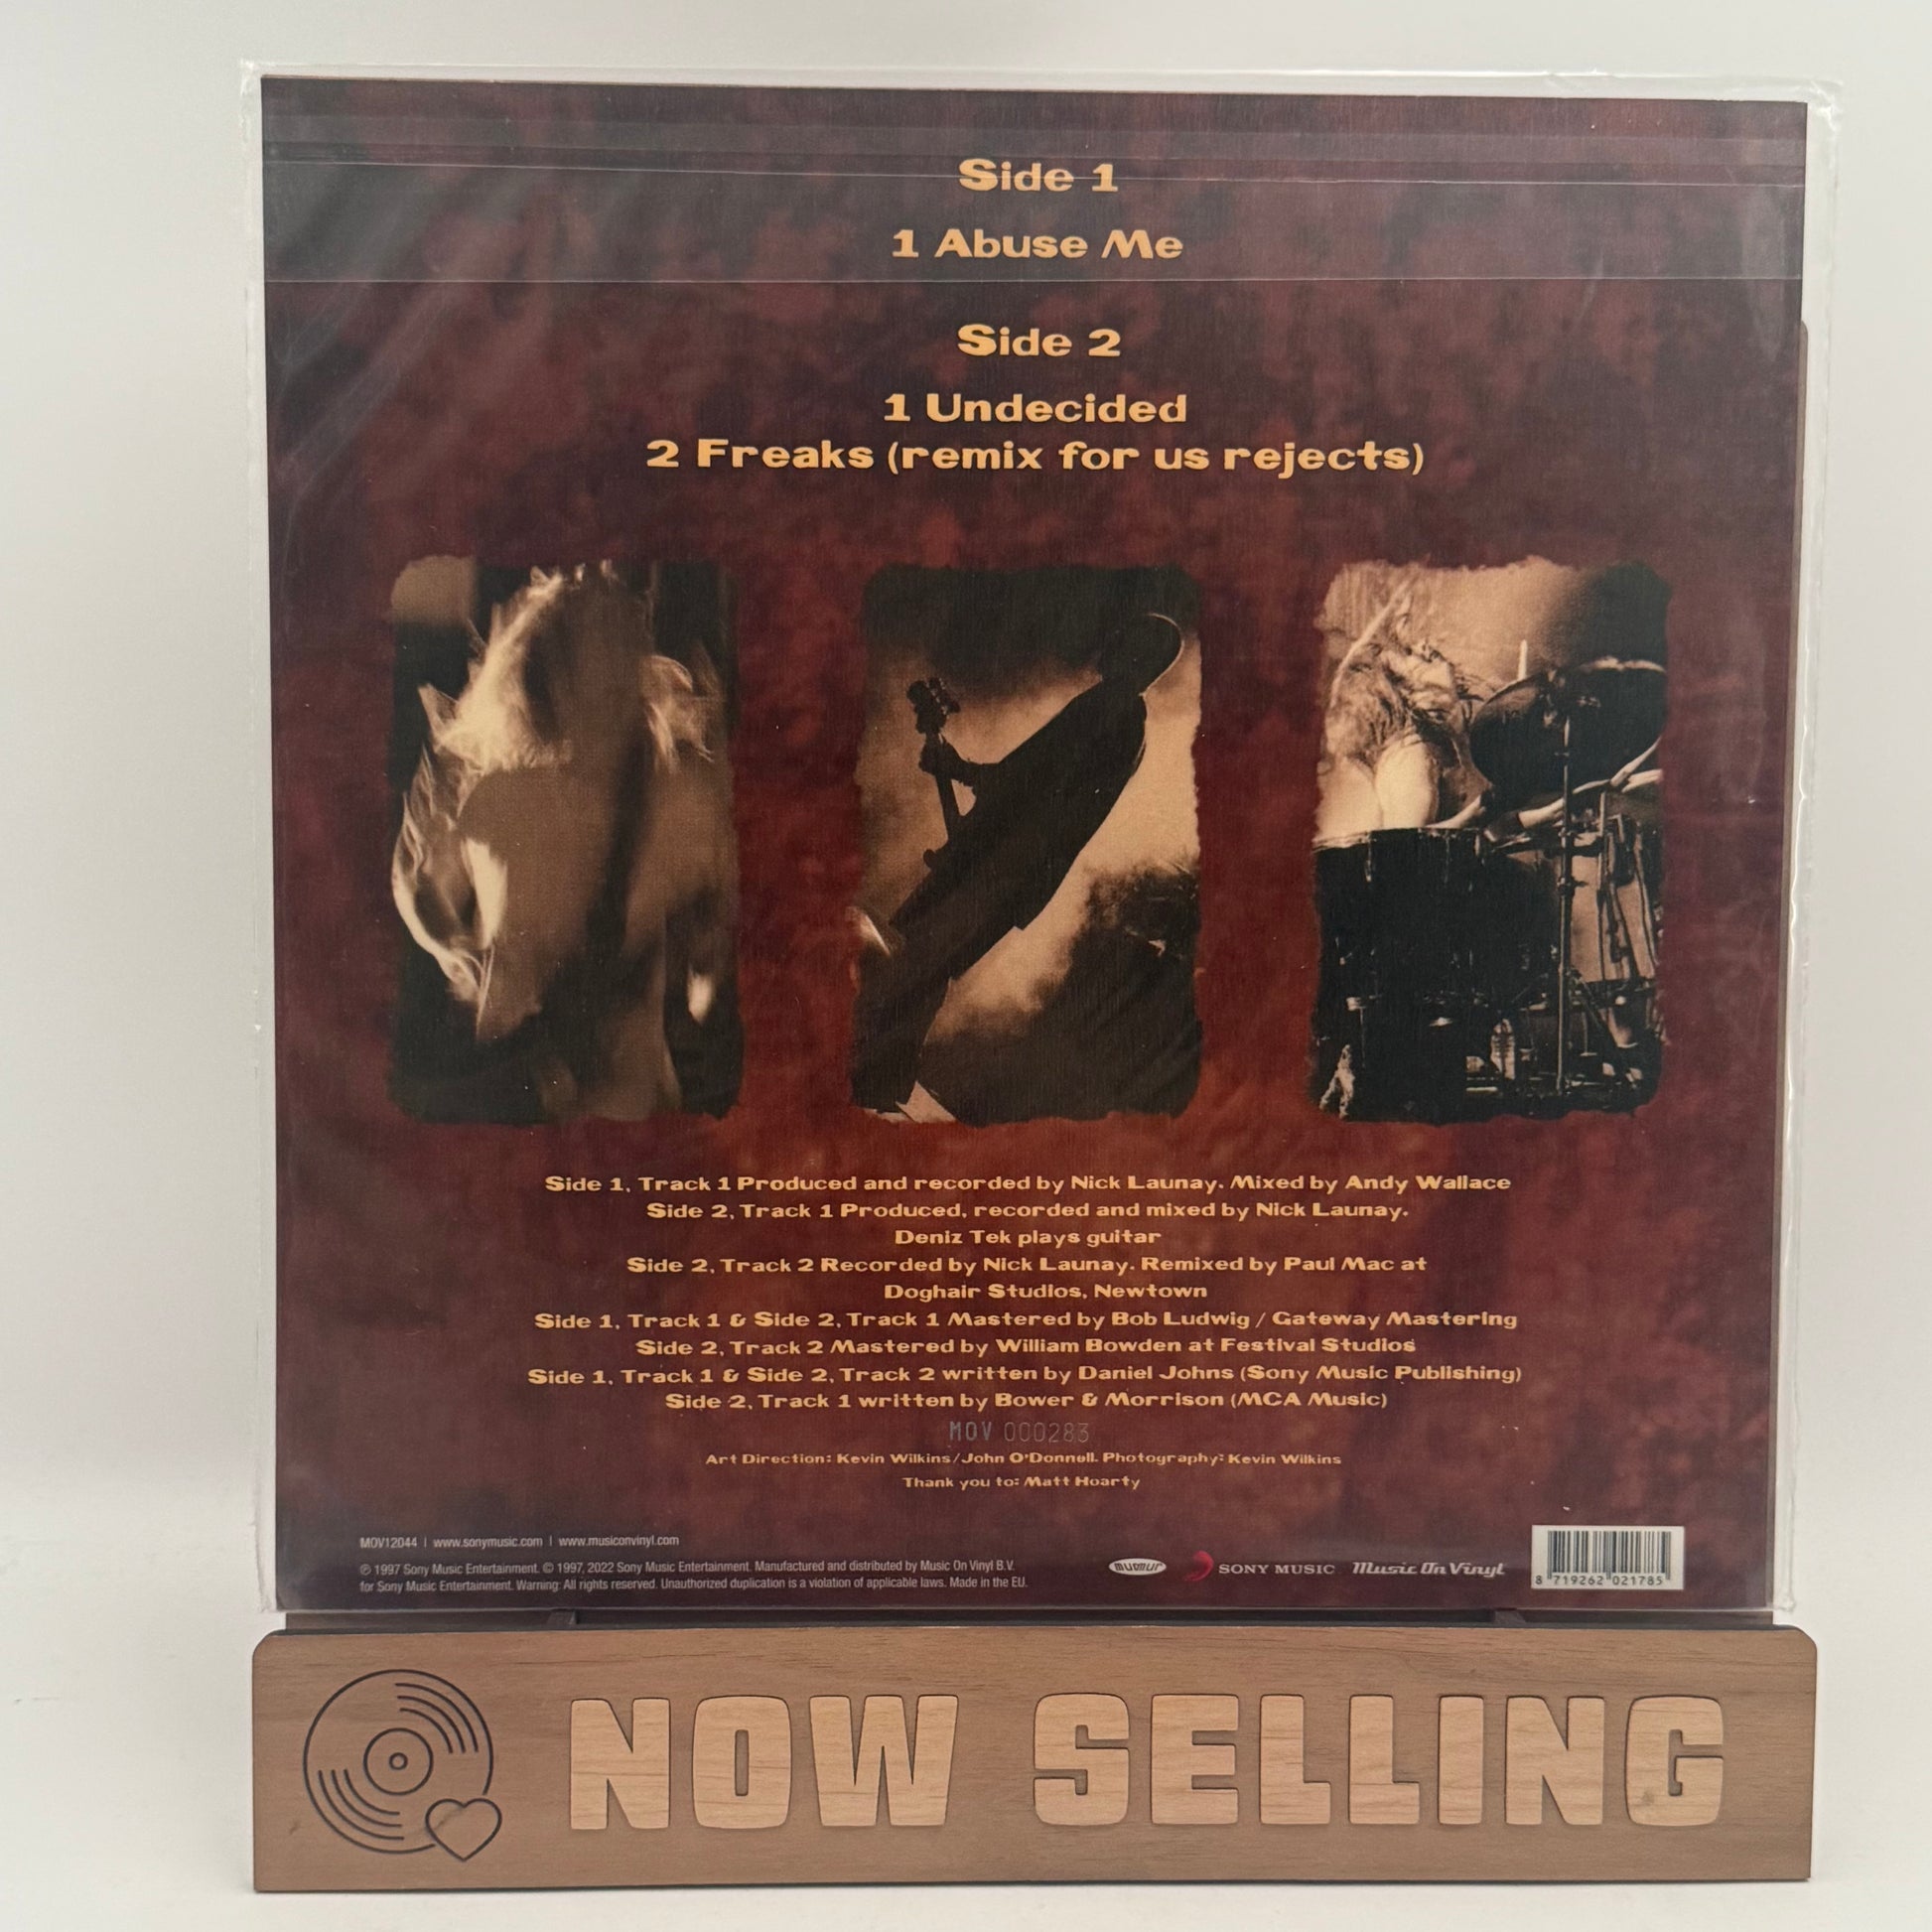 Side 1
1 Abuse Me
Side 2
1 Undecided
2 Freaks (remix for us rejects)
Side 1, Track 1 Produced and recorded by Nick Launay. Mixed by Andy Wallace
Side 2, Track 1 Produced, recorded and mixed by Nick Launay.
Deniz Tek plays guitar
Side 2, Track 2 Recorded by Nick Launay. Remixed by Paul Mac at
Doghair Studios, Newtown
Side 1, Track 1 & Side 2, Track 1 Mastered by Bob Ludwig / Gateway Mastering
Side 2, Track 2 Mastered by William Bowden at Festival Studios
Side 1, Track 1 & Side 2, Track 2 written by Daniel Johns (Sony Music Publishing)
Side 2, Track 1 written by Bower & Morrison (MCA Music)
MOV 000283
Art Direction: Kevin Wilkins/John O'Donnell. Photography: Kevin Wilkins
Thank you to: Matt Hoarty
MOV12044 | www.sonymusic.com | www.musiconvinyl.com
℗ 1997 Sony Music Entertainment. © 1997, 2022 Sony Music Entertainment. Manufactured and distributed by Music On Vinyl B.V.
for Sony Music Entertainment. Warning: All rights reserved. Unauthorized duplication is a violation of applicable laws. Made in the EU.
murmur SONY MUSIC Music On Vinyl
8 719262 021785
NOW SELLING